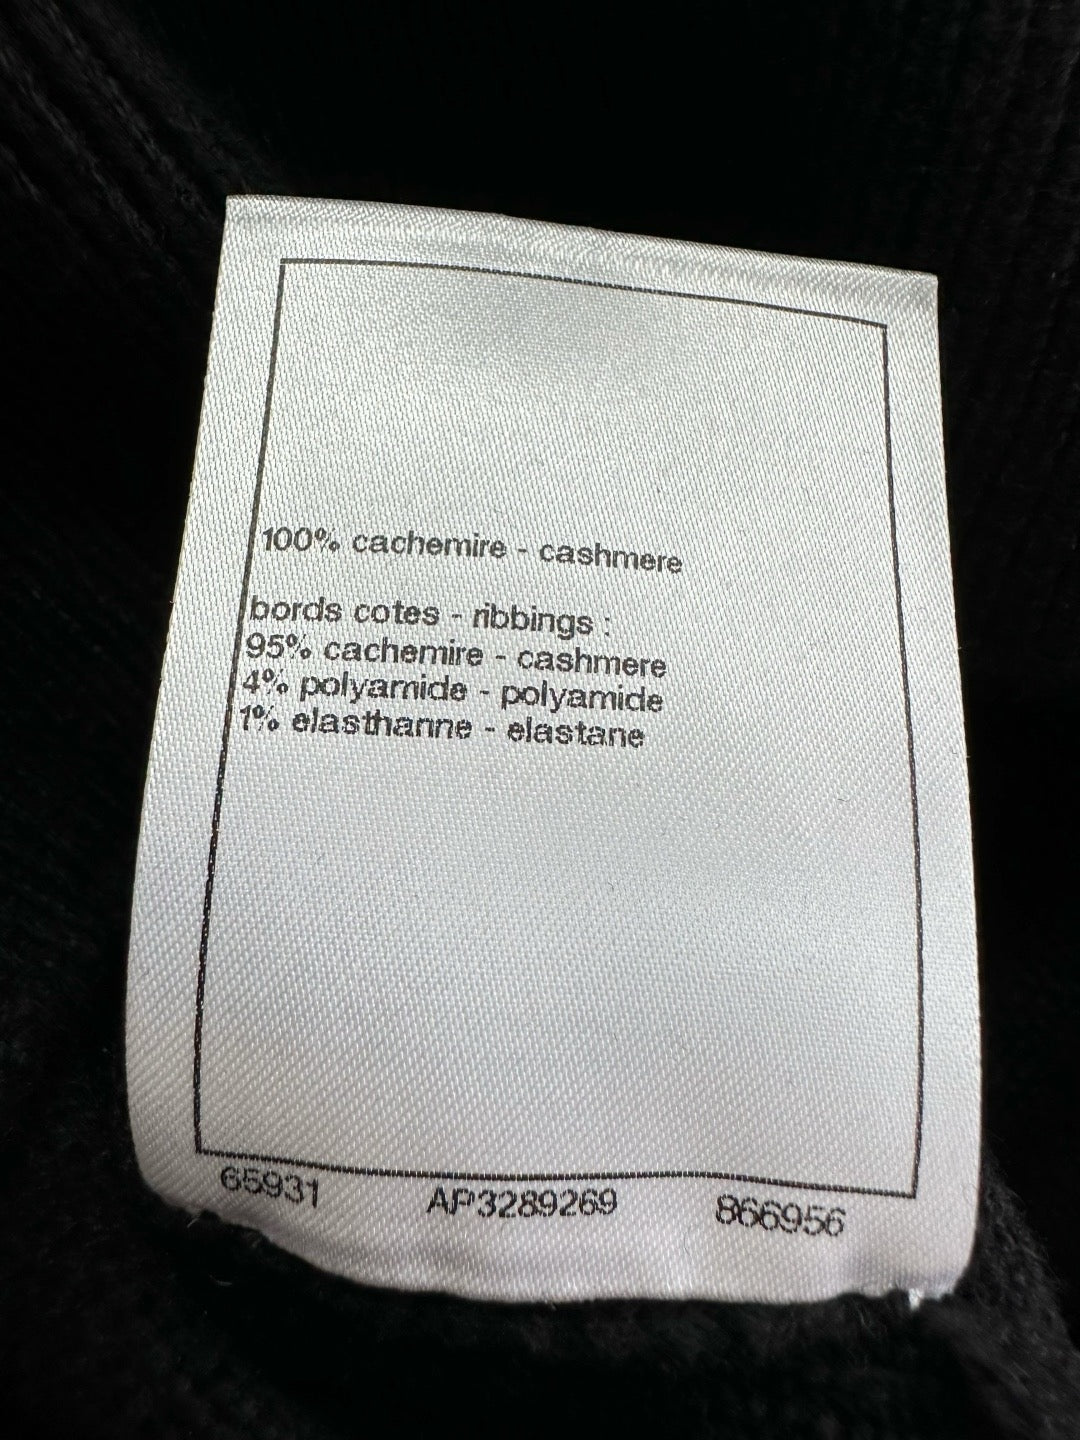 100% cachemire - cashmere
bords cotes - ribbings :
95% cachemire - cashmere
4% polyamide - polyamide
1% elasthanne - elastane
65931 AP3289269 866956